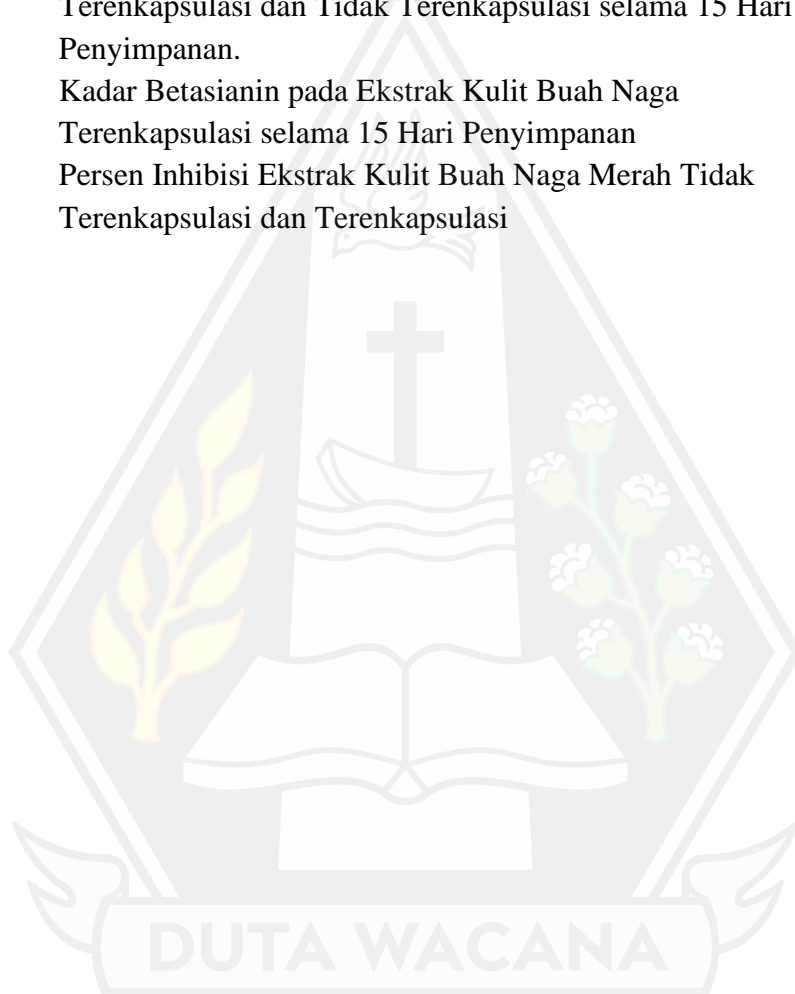 Terenkapsulasi dan Tidak Terenkapsulasi selama 15 Hari
Penyimpanan.
Kadar Betasianin pada Ekstrak Kulit Buah Naga
Terenkapsulasi selama 15 Hari Penyimpanan
Persen Inhibisi Ekstrak Kulit Buah Naga Merah Tidak
Terenkapsulasi dan Terenkapsulasi
DUTA WACANA